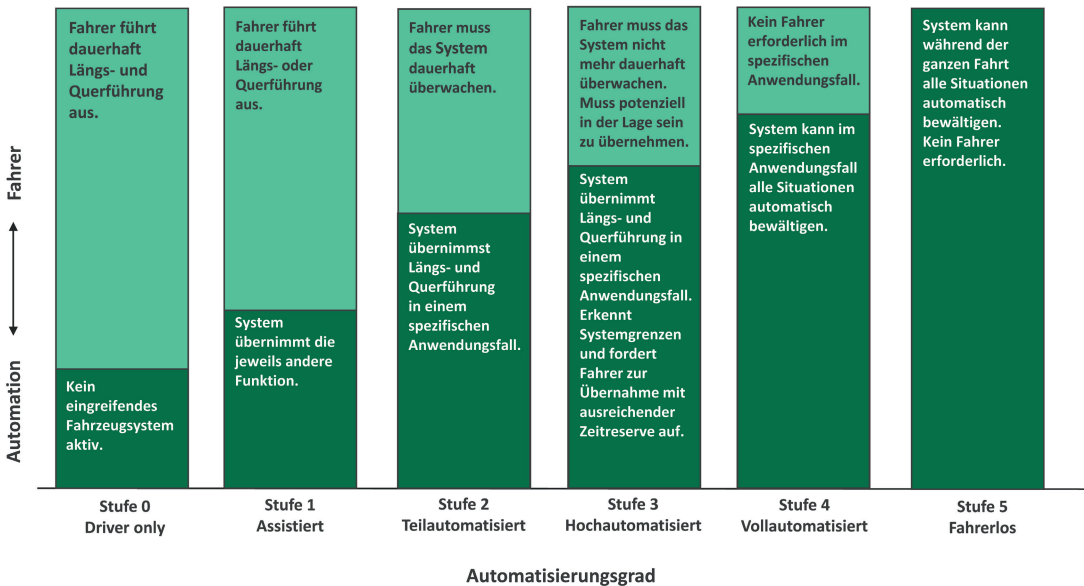 Fahrer führt
dauerhaft
Längs- und
Querführung
aus.
Kein
eingreifendes
Fahrzeugsystem
aktiv.
Fahrer führt
dauerhaft
Längs- oder
Querführung
aus.
System
übernimmt die
jeweils andere
Funktion.
Fahrer muss
das System
dauerhaft
überwachen.
System
übernimmst
Längs- und
Querführung
in einem
spezifischen
Anwendungsfall.
Fahrer muss das
System nicht
mehr dauerhaft
überwachen.
Muss potenziell
in der Lage sein
zu übernehmen.
System
übernimmt
Längs- und
Querführung in
einem
spezifischen
Anwendungsfall.
Erkennt
Systemgrenzen
und fordert
Fahrer zur
Übernahme mit
ausreichender
Zeitreserve auf.
Kein Fahrer
erforderlich im
spezifischen
Anwendungsfall.
System kann im
spezifischen
Anwendungsfall
alle Situationen
automatisch
bewältigen.
System kann
während der
ganzen Fahrt
alle Situationen
automatisch
bewältigen.
Kein Fahrer
erforderlich.
Fahrer
Automation
Stufe 0
Driver only
Stufe 1
Assistiert
Stufe 2
Teilautomatisiert
Stufe 3
Hochautomatisiert
Stufe 4
Vollautomatisiert
Stufe 5
Fahrerlos
Automatisierungsgrad